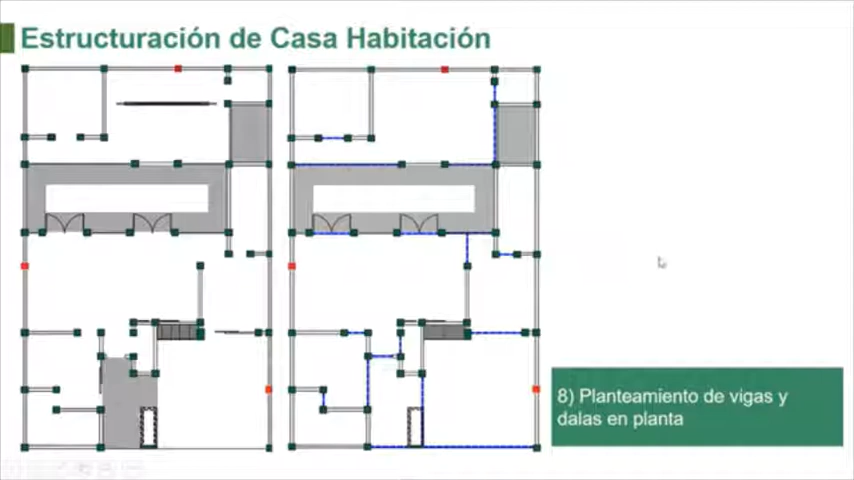 Estructuración de Casa Habitación
8) Planteamiento de vigas y
dalas en planta